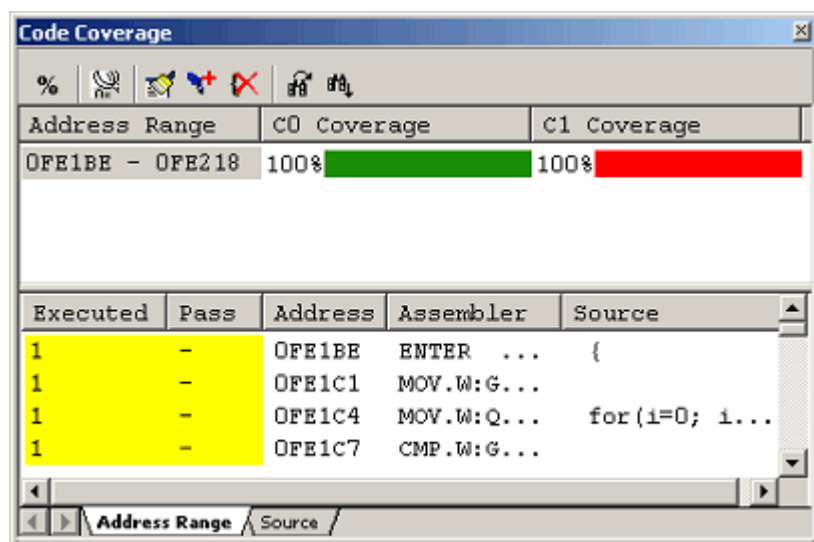 Code Coverage
%
Address Range C0 Coverage C1 Coverage
0FE1BE - 0FE218 100% 100%
Executed Pass Address Assembler Source
1 - 0FE1BE ENTER ... {
1 - 0FE1C1 MOV.W:G...
1 - 0FE1C4 MOV.W:Q... for(i=0; i...
1 - 0FE1C7 CMP.W:G...
Address Range Source